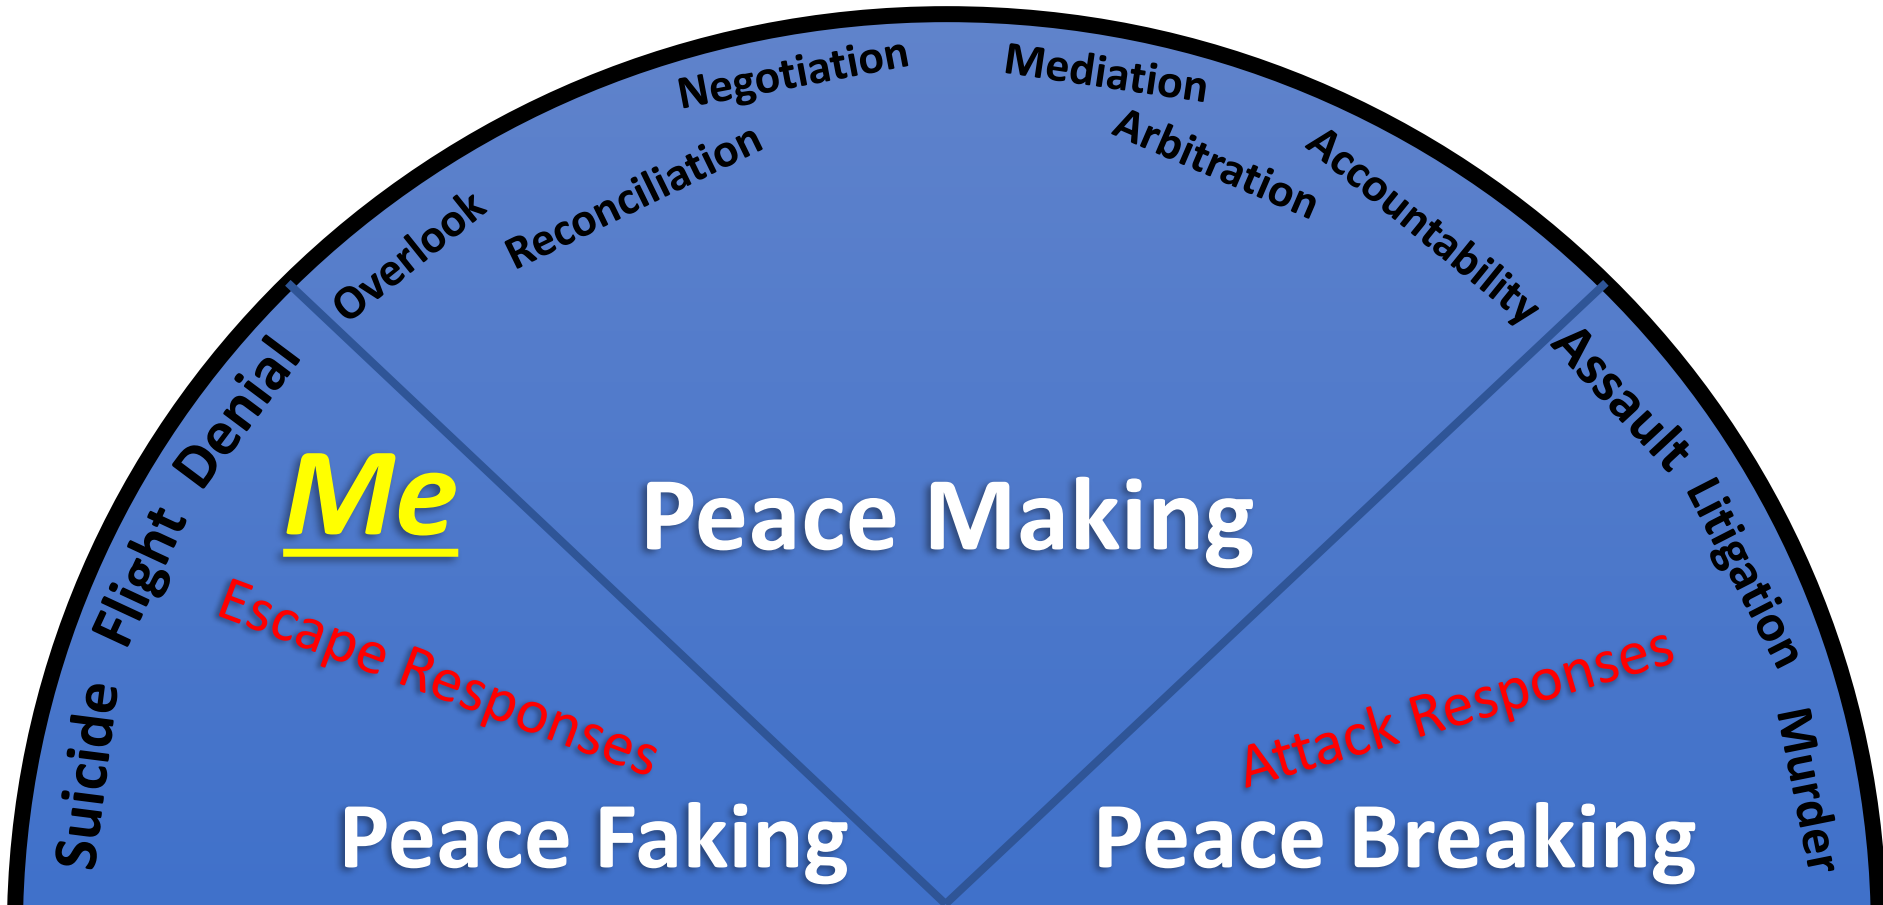 Suicide
Flight
Denial
Overlook
Reconciliation
Negotiation
Mediation
Arbitration
Accountability
Assault
Litigation
Murder
Me
Escape Responses
Peace Faking
Peace Making
Attack Responses
Peace Breaking